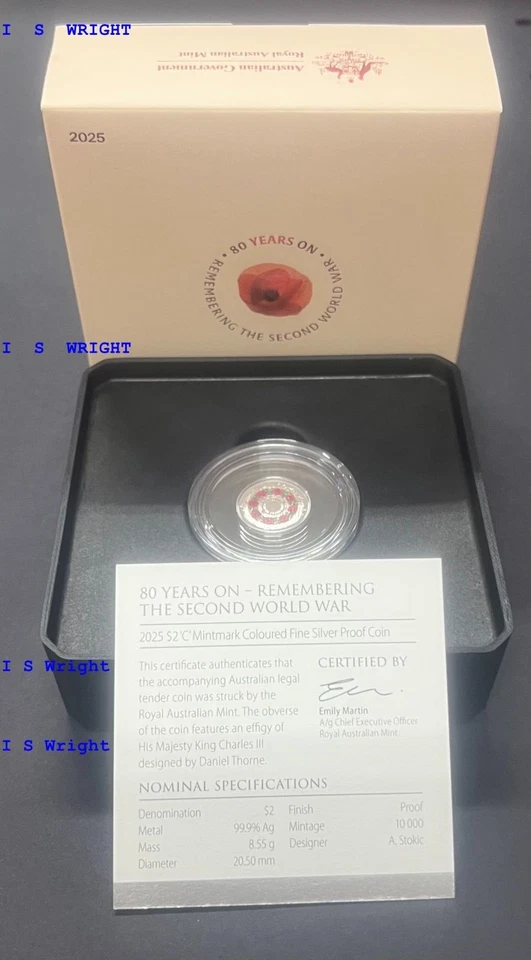 I S WRIGHT
Australian Government
Royal Australian Mint
2025
• 80 YEARS ON •
REMEMBERING THE SECOND WORLD WAR
I S WRIGHT
80 YEARS ON – REMEMBERING
THE SECOND WORLD WAR
2025 $2 'C' Mintmark Coloured Fine Silver Proof Coin
This certificate authenticates that
the accompanying Australian legal
tender coin was struck by the
Royal Australian Mint. The obverse
of the coin features an effigy of
His Majesty King Charles III
designed by Daniel Thorne.
CERTIFIED BY
Emily Martin
A/g Chief Executive Officer
Royal Australian Mint
I S Wright
I S Wright
NOMINAL SPECIFICATIONS
Denomination $2 Finish Proof
Metal 99.9% Ag Mintage 10 000
Mass 8.55 g Designer A. Stokic
Diameter 20.50 mm